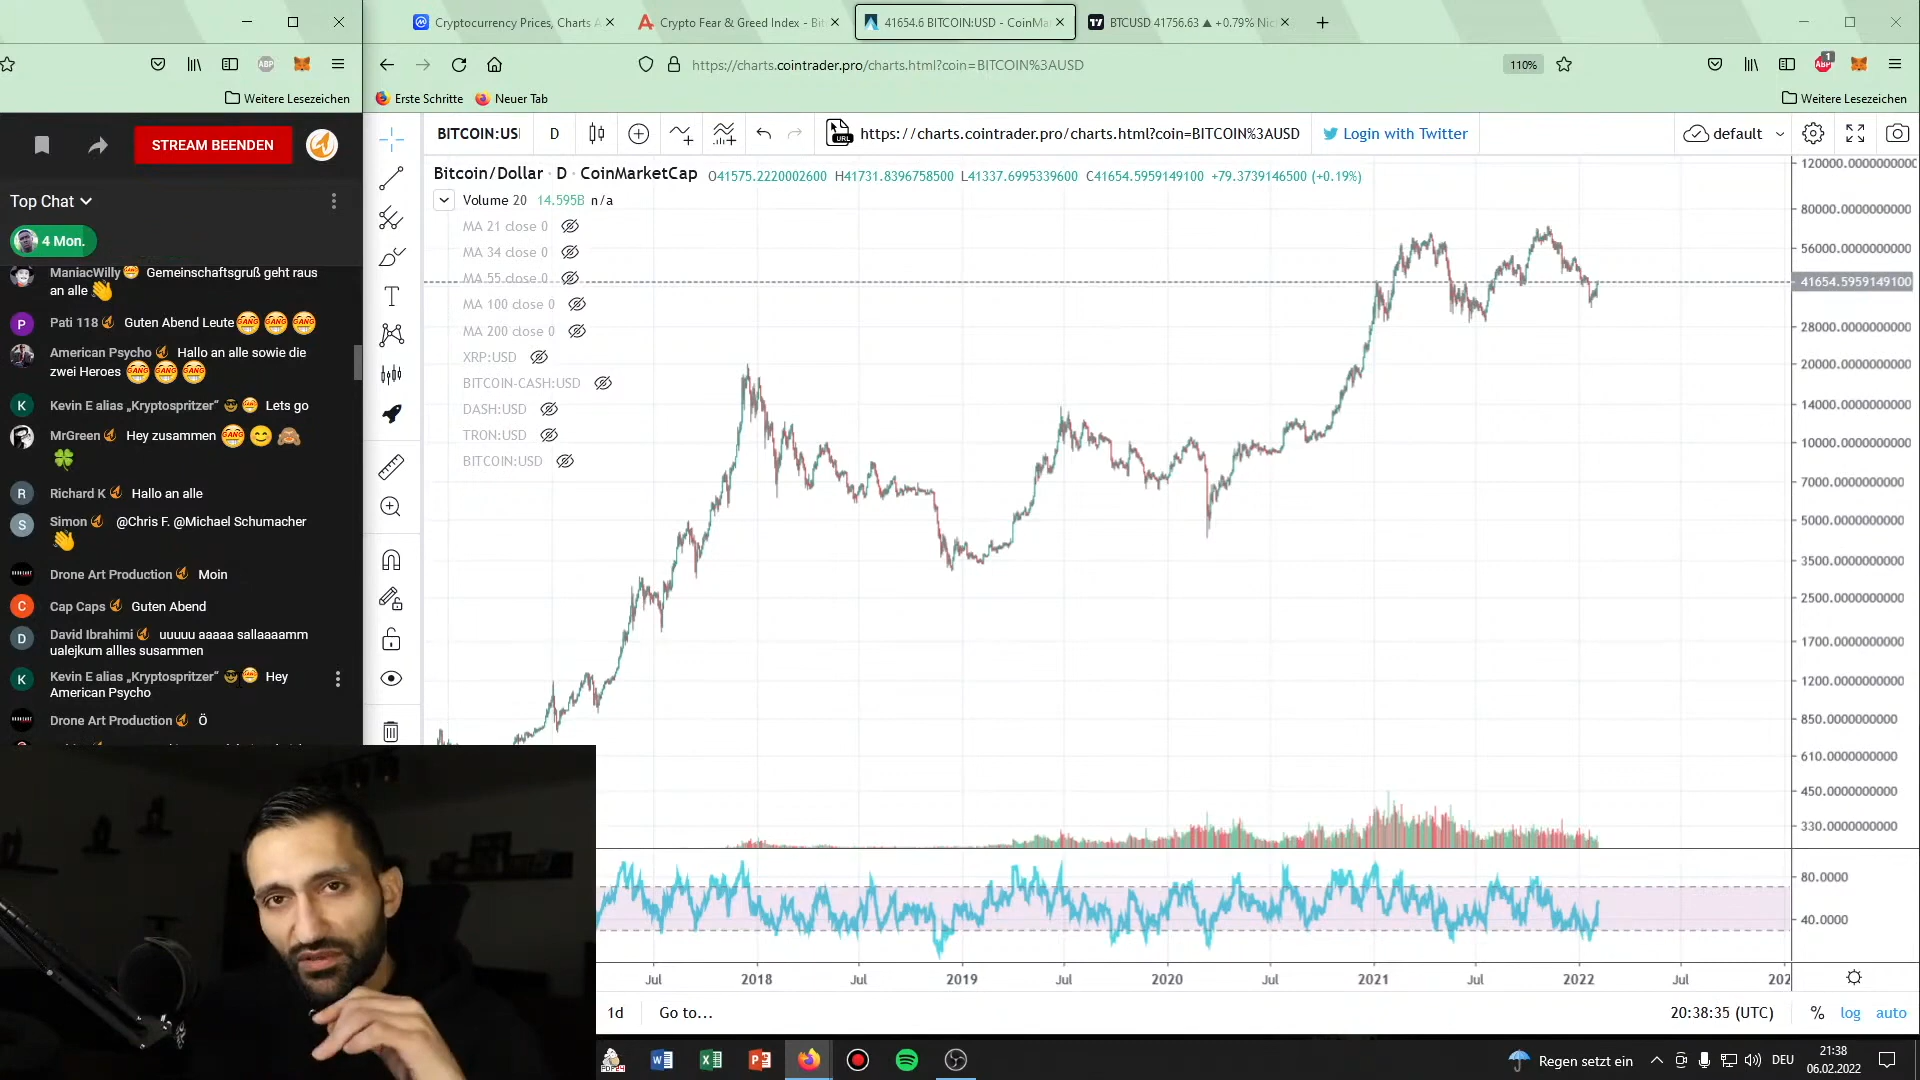 Cryptocurrency Prices, Charts A
Crypto Fear & Greed Index - Bit
41654.6 BITCOIN:USD - CoinMa
BTCUSD 41756.63 ▲ +0.79% Nic
ABP
https://charts.cointrader.pro/charts.html?coin=BITCOIN%3AUSD
110%
ABP
1
Weitere Lesezeichen
Erste Schritte
Neuer Tab
Weitere Lesezeichen
STREAM BEENDEN
BITCOIN:US
D
URL
https://charts.cointrader.pro/charts.html?coin=BITCOIN%3AUSD
Login with Twitter
default
Top Chat
4 Mon.
ManiacWilly Gemeinschaftsgruß geht raus
an alle
P
Pati 118 Guten Abend Leute
American Psycho Hallo an alle sowie die
zwei Heroes
K
Kevin E alias „Kryptospritzer“ Lets go
MrGreen Hey zusammen
R
Richard K Hallo an alle
S
Simon @Chris F. @Michael Schumacher
Drone Art Production Moin
C
Cap Caps Guten Abend
D
David Ibrahimi uuuuu aaaaa sallaaaamm
ualejkum allles susammen
K
Kevin E alias „Kryptospritzer“ Hey
American Psycho
Drone Art Production Ö
Bitcoin/Dollar · D · CoinMarketCap O41575.2220002600 H41731.8396758500 L41337.6995339600 C41654.5959149100 +79.3739146500 (+0.19%)
Volume 20 14.595B n/a
MA 21 close 0
MA 34 close 0
MA 55 close 0
MA 100 close 0
MA 200 close 0
XRP:USD
BITCOIN-CASH:USD
DASH:USD
TRON:USD
BITCOIN:USD
120000.0000000000
80000.0000000000
56000.0000000000
41654.5959149100
28000.0000000000
20000.0000000000
14000.0000000000
10000.0000000000
7000.0000000000
5000.0000000000
3500.0000000000
2500.0000000000
1700.0000000000
1200.0000000000
850.0000000000
610.0000000000
450.0000000000
330.0000000000
80.0000
40.0000
Jul
2018
Jul
2019
Jul
2020
Jul
2021
Jul
2022
Jul
202
1d
Go to...
20:38:35 (UTC)
%
log
auto
Regen setzt ein
DEU
21:38
06.02.2022